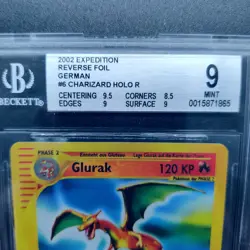 2002 EXPEDITION
REVERSE FOIL
GERMAN
#6 CHARIZARD HOLO R
CENTERING 9.5 CORNERS 8.5
EDGES 9 SURFACE 9
9
MINT
0015871865
B
BECKETT
PHASE 2
Glurak
120 KP